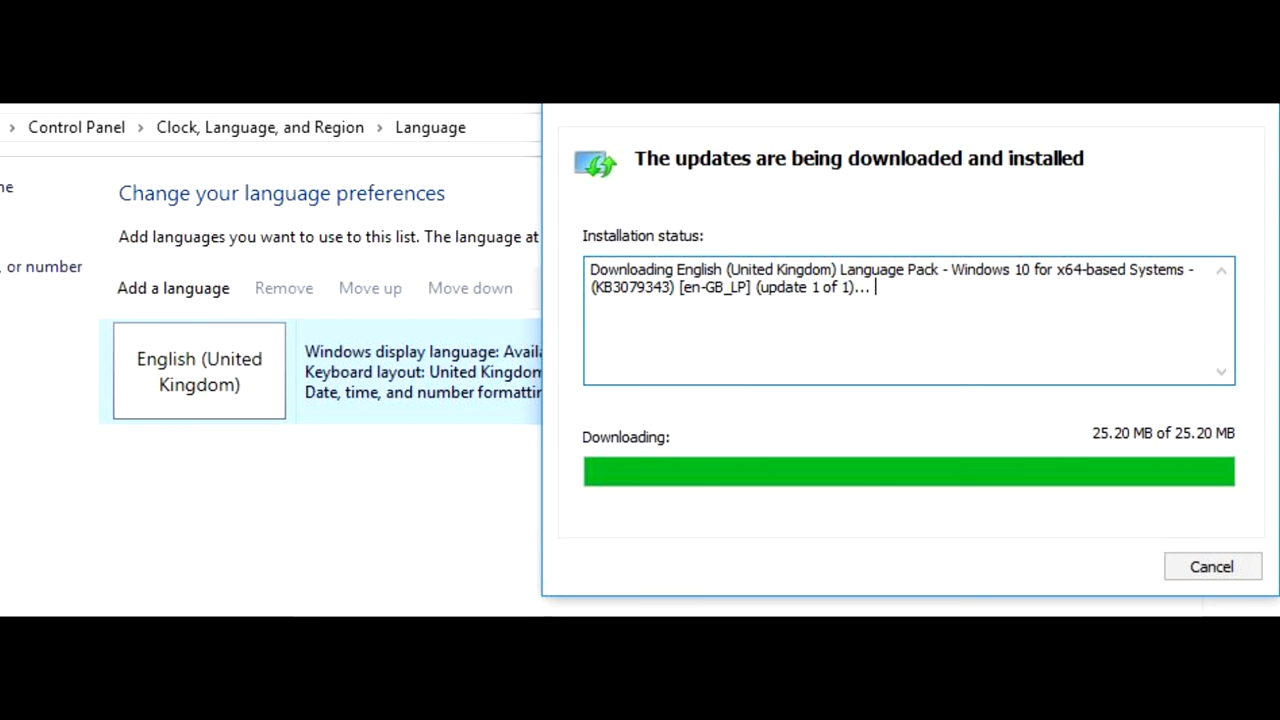 › Control Panel › Clock, Language, and Region › Language
ne
, or number
Change your language preferences
Add languages you want to use to this list. The language at
Add a language Remove Move up Move down
English (United
Kingdom)
Windows display language: Availa
Keyboard layout: United Kingdom
Date, time, and number formattin
The updates are being downloaded and installed
Installation status:
Downloading English (United Kingdom) Language Pack - Windows 10 for x64-based Systems -
(KB3079343) [en-GB_LP] (update 1 of 1)...
Downloading: 25.20 MB of 25.20 MB
Cancel